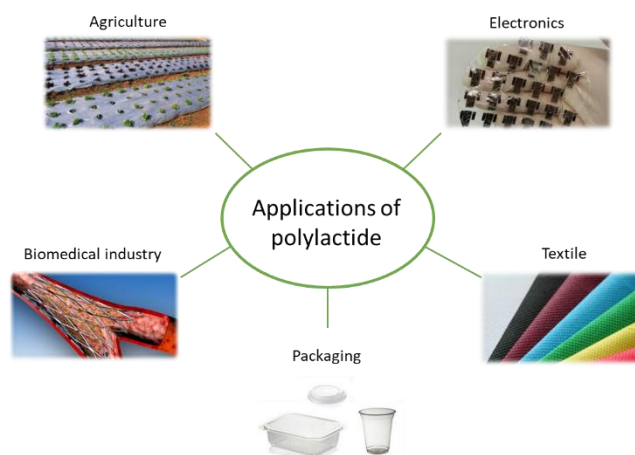 Agriculture
Electronics
Applications of
polylactide
Biomedical industry
Textile
Packaging